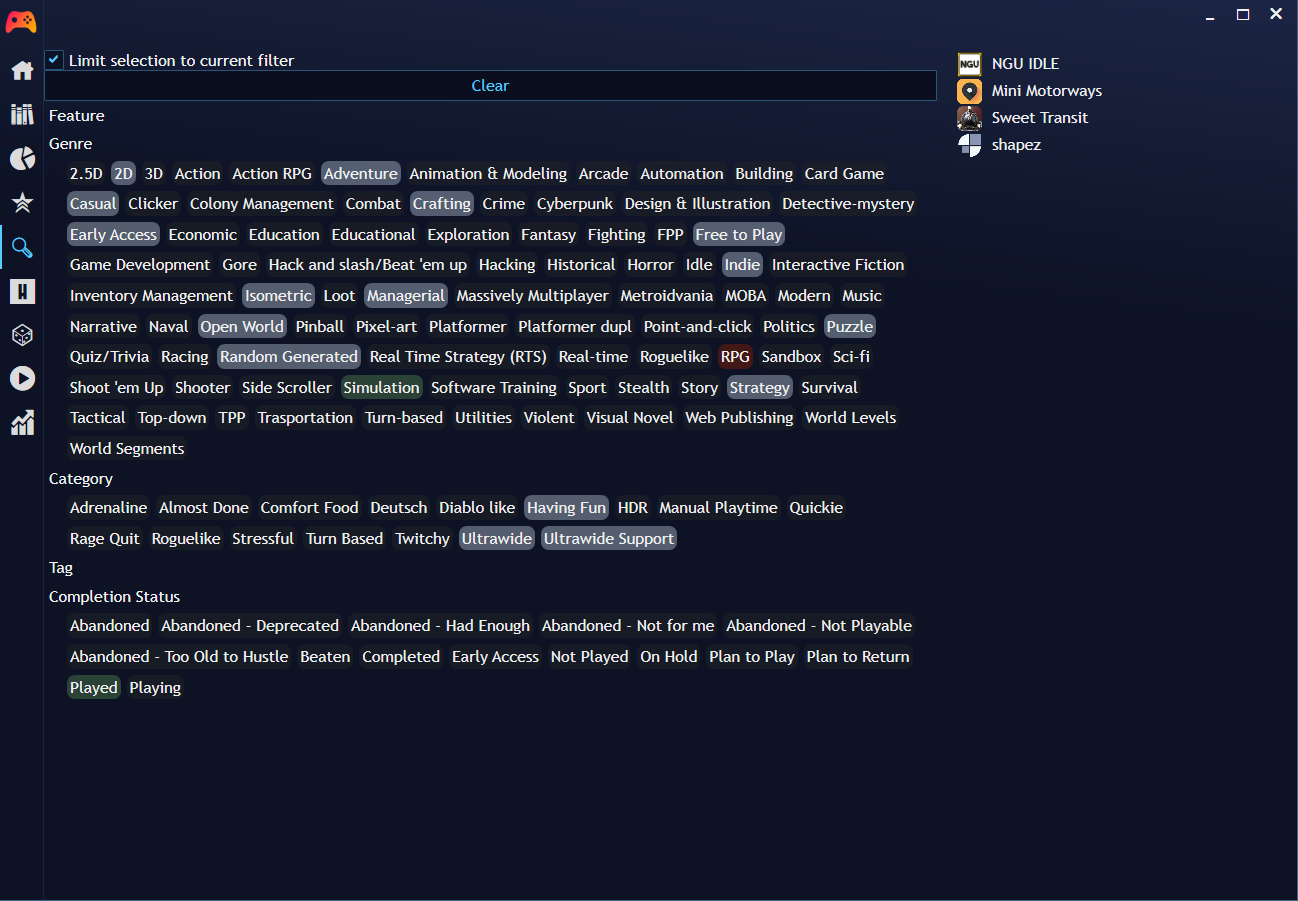 Limit selection to current filter
Clear
Feature
Genre
2.5D 2D 3D Action Action RPG Adventure Animation & Modeling Arcade Automation Building Card Game
Casual Clicker Colony Management Combat Crafting Crime Cyberpunk Design & Illustration Detective-mystery
Early Access Economic Education Educational Exploration Fantasy Fighting FPP Free to Play
Game Development Gore Hack and slash/Beat 'em up Hacking Historical Horror Idle Indie Interactive Fiction
Inventory Management Isometric Loot Managerial Massively Multiplayer Metroidvania MOBA Modern Music
Narrative Naval Open World Pinball Pixel-art Platformer Platformer dupl Point-and-click Politics Puzzle
Quiz/Trivia Racing Random Generated Real Time Strategy (RTS) Real-time Roguelike RPG Sandbox Sci-fi
Shoot 'em Up Shooter Side Scroller Simulation Software Training Sport Stealth Story Strategy Survival
Tactical Top-down TPP Trasportation Turn-based Utilities Violent Visual Novel Web Publishing World Levels
World Segments
Category
Adrenaline Almost Done Comfort Food Deutsch Diablo like Having Fun HDR Manual Playtime Quickie
Rage Quit Roguelike Stressful Turn Based Twitchy Ultrawide Ultrawide Support
Tag
Completion Status
Abandoned Abandoned - Deprecated Abandoned - Had Enough Abandoned - Not for me Abandoned - Not Playable
Abandoned - Too Old to Hustle Beaten Completed Early Access Not Played On Hold Plan to Play Plan to Return
Played Playing
NGU NGU IDLE
Mini Motorways
Sweet Transit
shapez
H